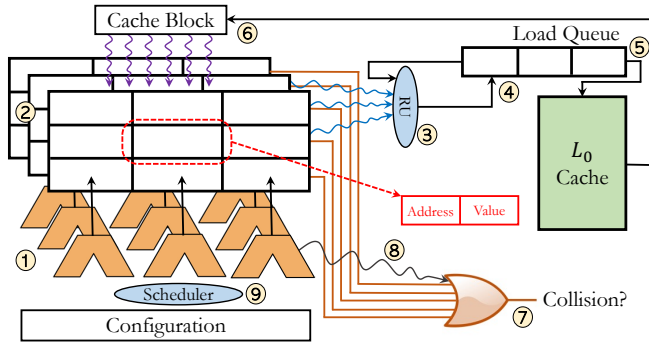 Cache Block
⑥
Load Queue
⑤
②
RU
③
④
L₀
Cache
Address Value
①
⑧
Scheduler
⑨
Configuration
⑦
Collision?